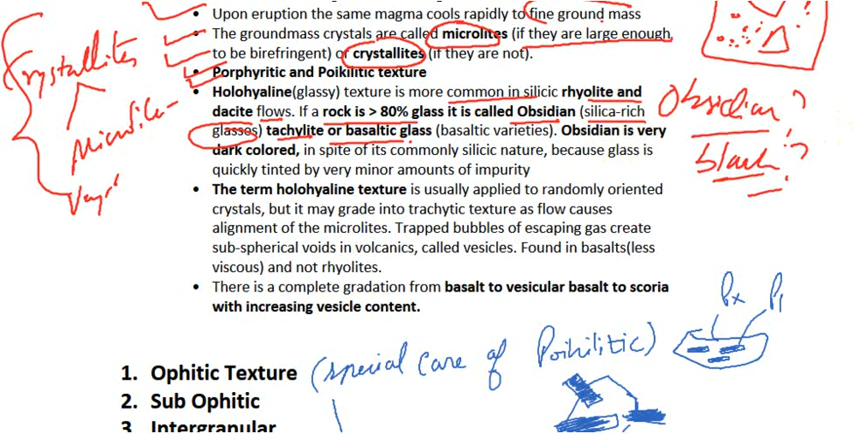 Upon eruption the same magma cools rapidly to fine ground mass
The groundmass crystals are called microlites (if they are large enough,
to be birefringent) or crystallites (if they are not).
Porphyritic and Poikilitic texture
Holohyaline(glassy) texture is more common in silicic rhyolite and
dacite flows. If a rock is > 80% glass it is called Obsidian (silica-rich
glasses) tachylite or basaltic glass (basaltic varieties). Obsidian is very
dark colored, in spite of its commonly silicic nature, because glass is
quickly tinted by very minor amounts of impurity
The term holohyaline texture is usually applied to randomly oriented
crystals, but it may grade into trachytic texture as flow causes
alignment of the microlites. Trapped bubbles of escaping gas create
sub-spherical voids in volcanics, called vesicles. Found in basalts(less
viscous) and not rhyolites.
There is a complete gradation from basalt to vesicular basalt to scoria
with increasing vesicle content.
Crystallites
Obsidian?
black?
Px
(special care of Poikilitic)
1. Ophitic Texture
2. Sub Ophitic
3 Intergranular